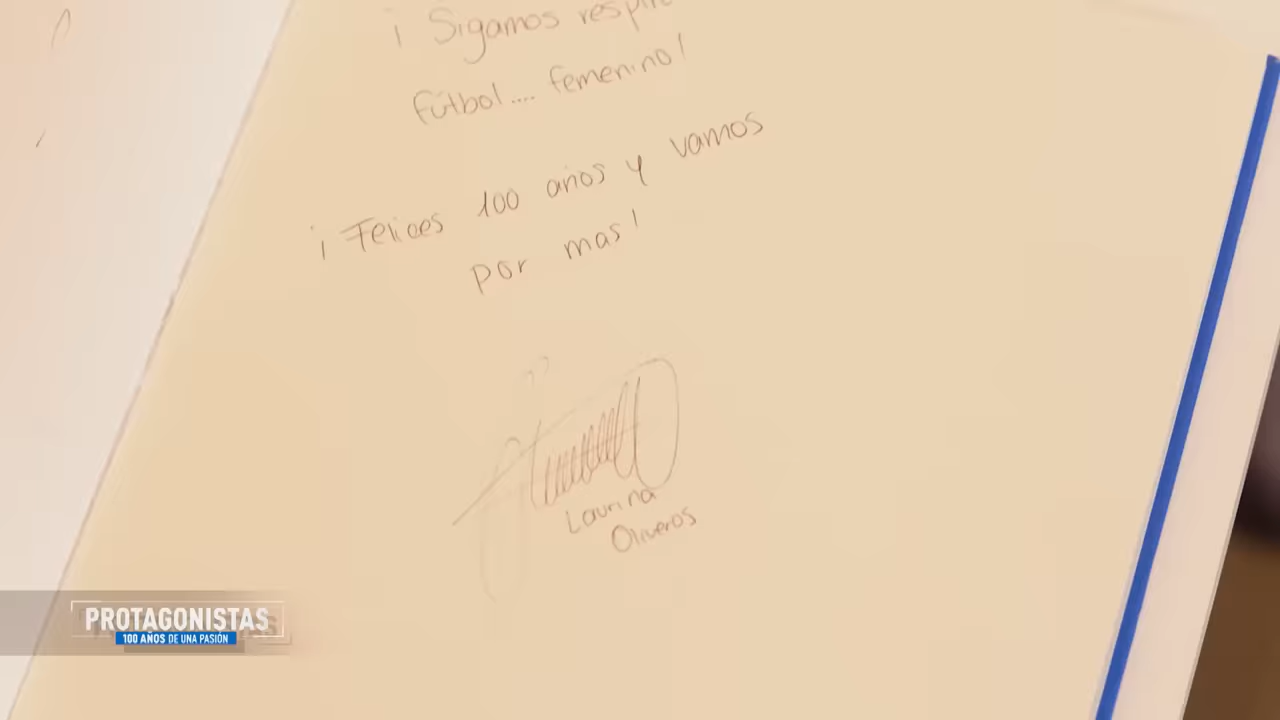 ¡ Sigamos
fútbol.... femenino!
¡ Felices 100 años y vamos
por mas!
Laurina
Oliveros
PROTAGONISTAS
100 AÑOS DE UNA PASIÓN